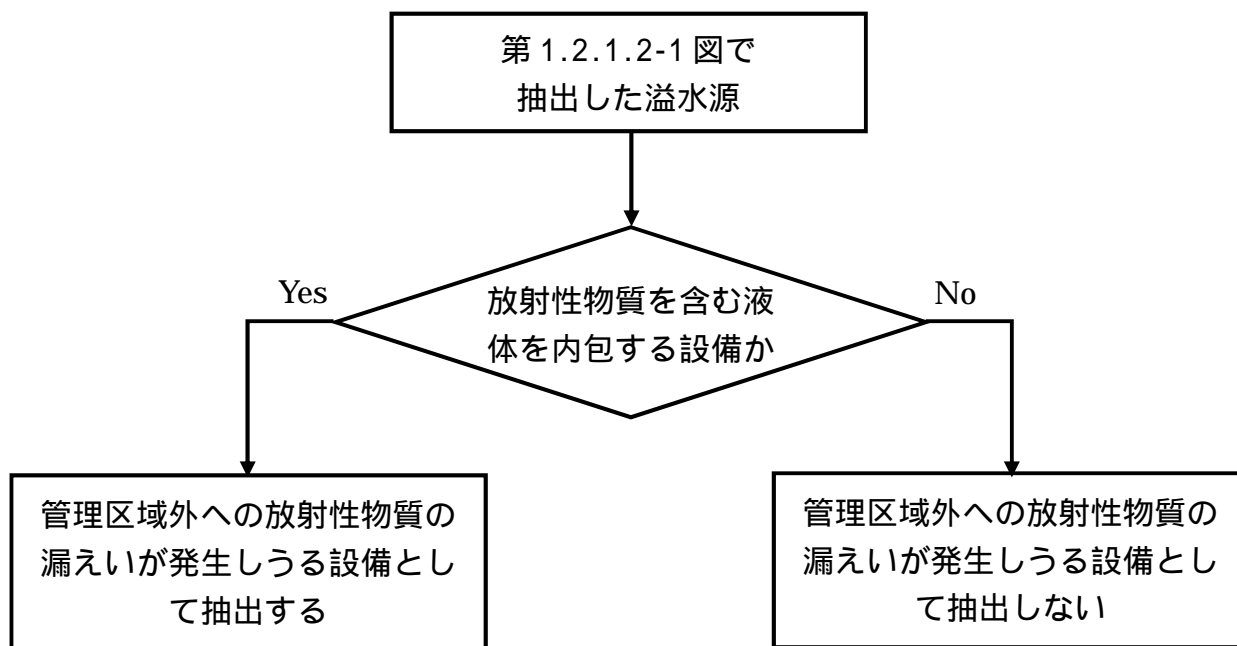 第 1.2.1.2-1 図で
抽出した溢水源
Yes
放射性物質を含む液
体を内包する設備か
No
管理区域外への放射性物質の
漏えいが発生しうる設備とし
て抽出する
管理区域外への放射性物質の
漏えいが発生しうる設備とし
て抽出しない